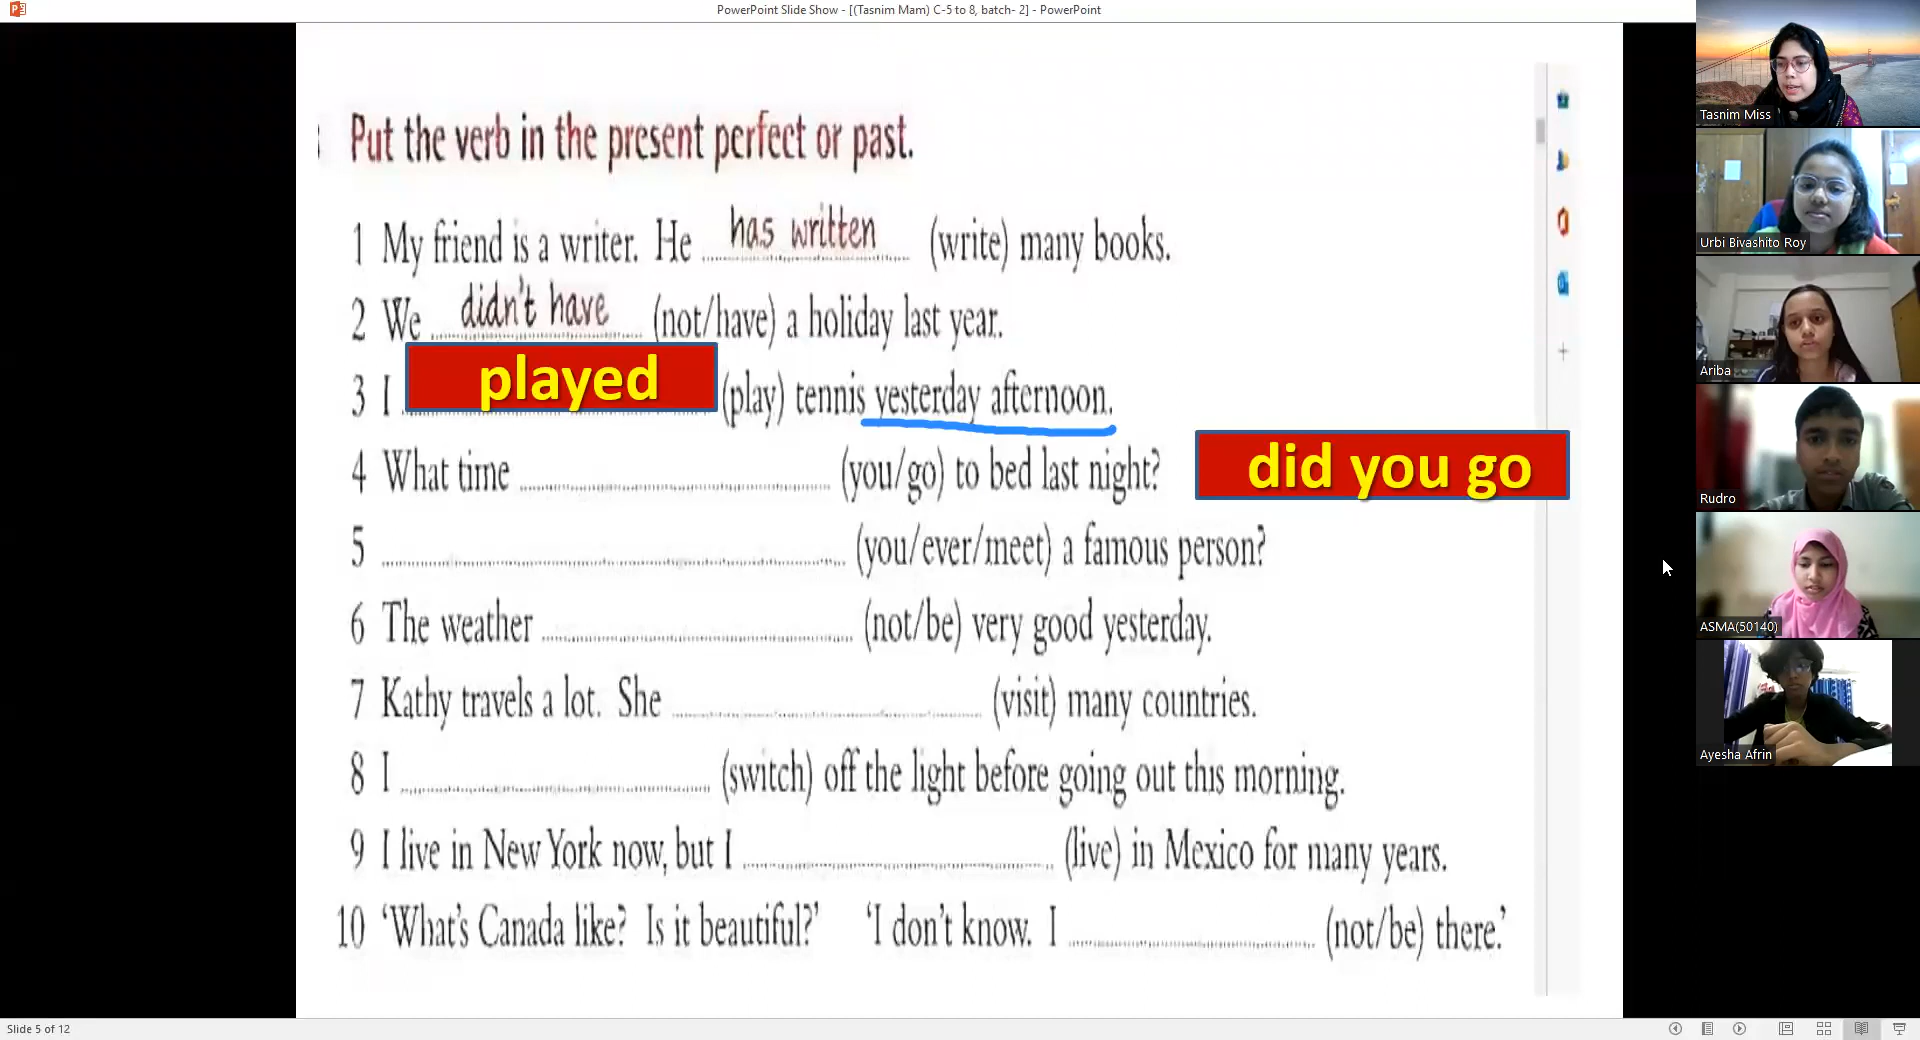 PowerPoint Slide Show - [(Tasnim Mam) C-5 to 8, batch- 2] - PowerPoint
Put the verb in the present perfect or past.
1 My friend is a writer. He has written (write) many books.
2 We didn't have (not/have) a holiday last year.
3 I played (play) tennis yesterday afternoon.
4 What time (you/go) to bed last night? did you go
5 (you/ever/meet) a famous person?
6 The weather (not/be) very good yesterday.
7 Kathy travels a lot. She (visit) many countries.
8 I (switch) off the light before going out this morning.
9 I live in New York now, but I (live) in Mexico for many years.
10 'What's Canada like? Is it beautiful?' 'I don't know. I (not/be) there.'
Tasnim Miss
Urbi Bivashito Roy
Ariba
Rudro
ASMA(50140)
Ayesha Afrin
Slide 5 of 12